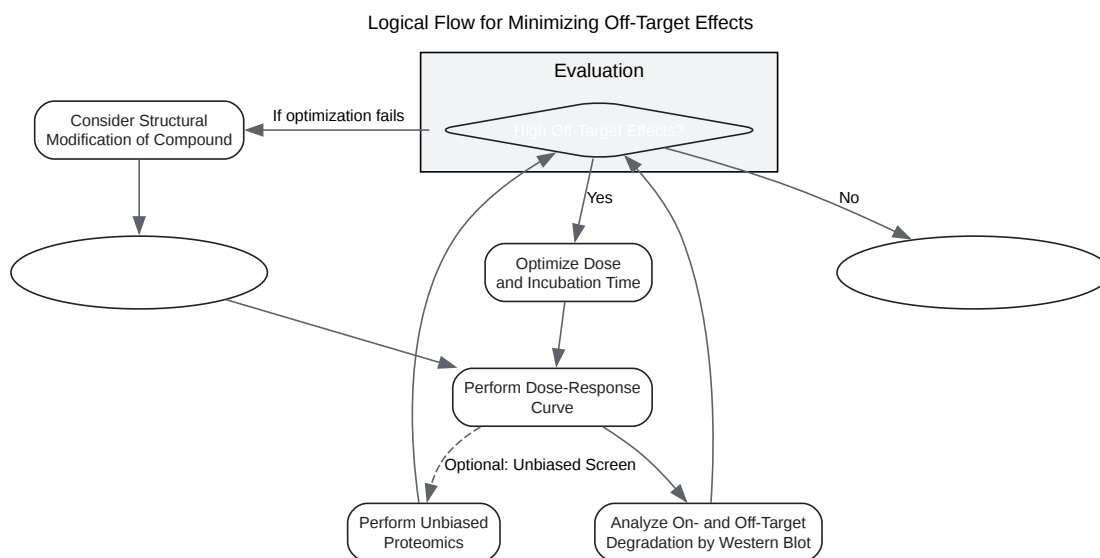 Logical Flow for Minimizing Off-Target Effects
Evaluation
Consider Structural
Modification of Compound
If optimization fails
High Off-Target Effects?
Yes
No
Optimize Dose
and Incubation Time
Perform Dose-Response
Curve
Optional: Unbiased Screen
Perform Unbiased
Proteomics
Analyze On- and Off-Target
Degradation by Western Blot